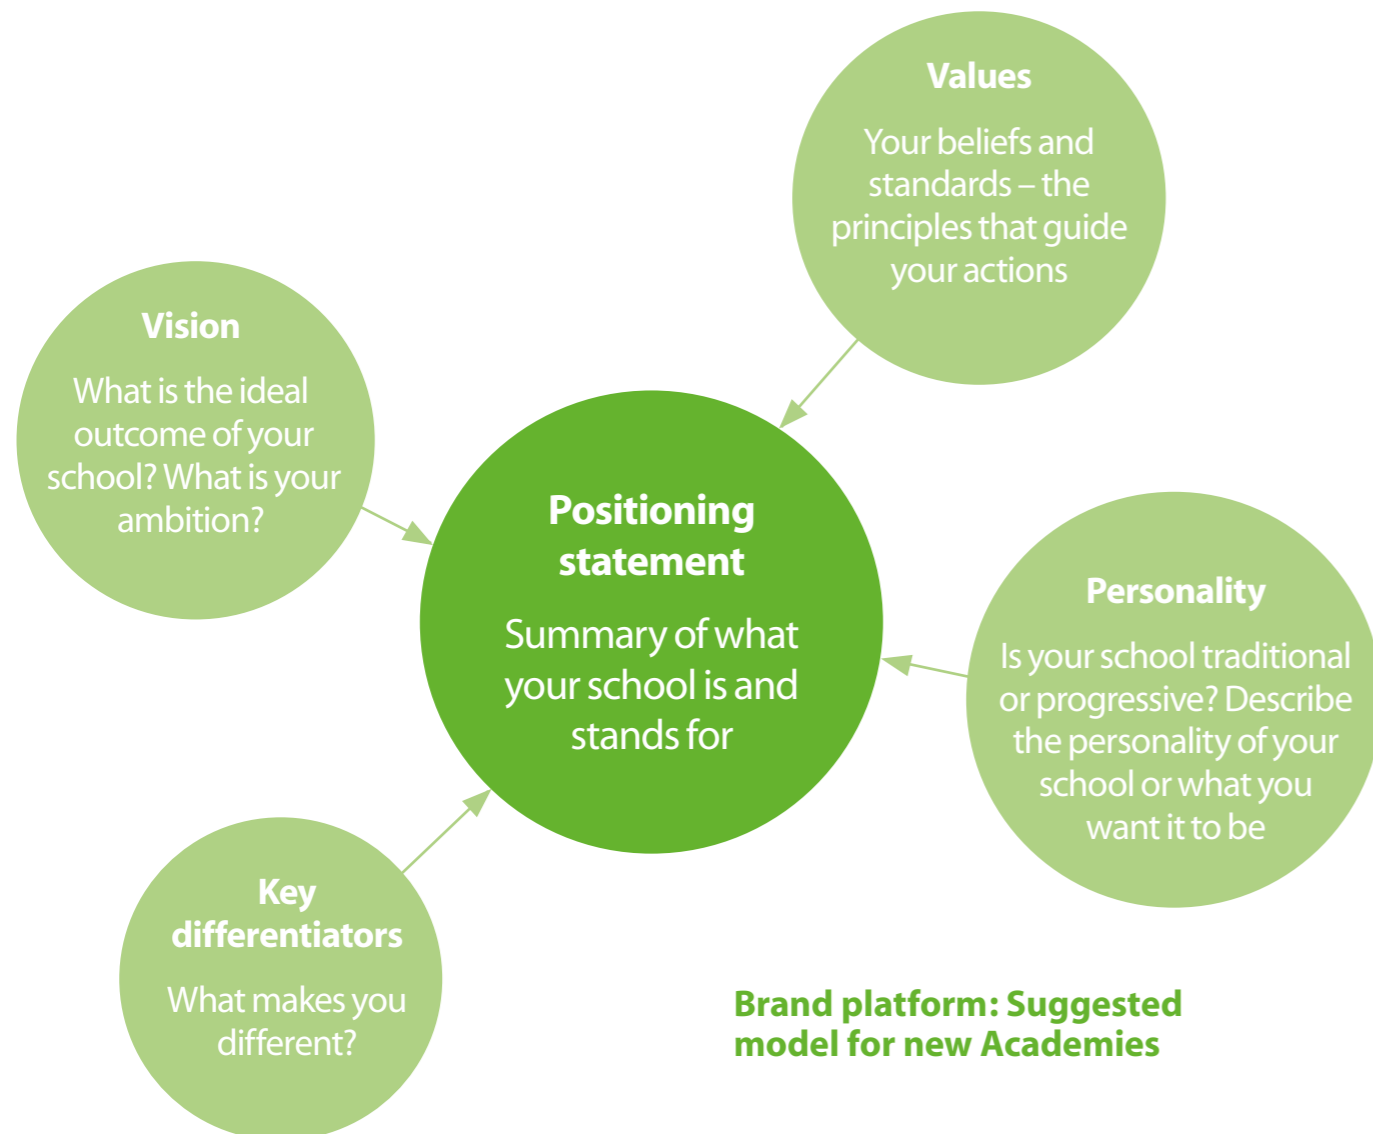 Values
Your beliefs and
standards – the
principles that guide
your actions
Vision
What is the ideal
outcome of your
school? What is your
ambition?
Positioning
statement
Summary of what
your school is and
stands for
Personality
Is your school traditional
or progressive? Describe
the personality of your
school or what you
want it to be
Key
differentiators
What makes you
different?
Brand platform: Suggested
model for new Academies